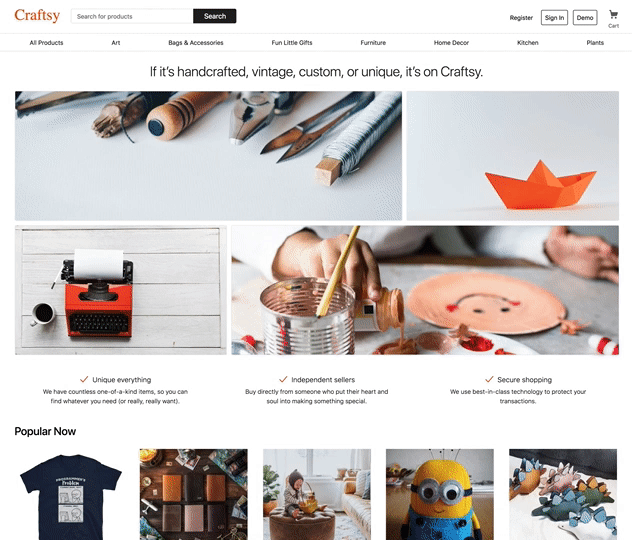 Craftsy
Search for products
Search
Register
Sign In
Demo
Cart
All Products
Art
Bags & Accessories
Fun Little Gifts
Furniture
Home Decor
Kitchen
Plants
If it's handcrafted, vintage, custom, or unique, it's on Craftsy.
Unique everything
We have countless one-of-a-kind items, so you can
find whatever you need (or really, really want).
Independent sellers
Buy directly from someone who put their heart and
soul into making something special.
Secure shopping
We use best-in-class technology to protect your
transactions.
Popular Now
PROGRAMMER'S
Problem